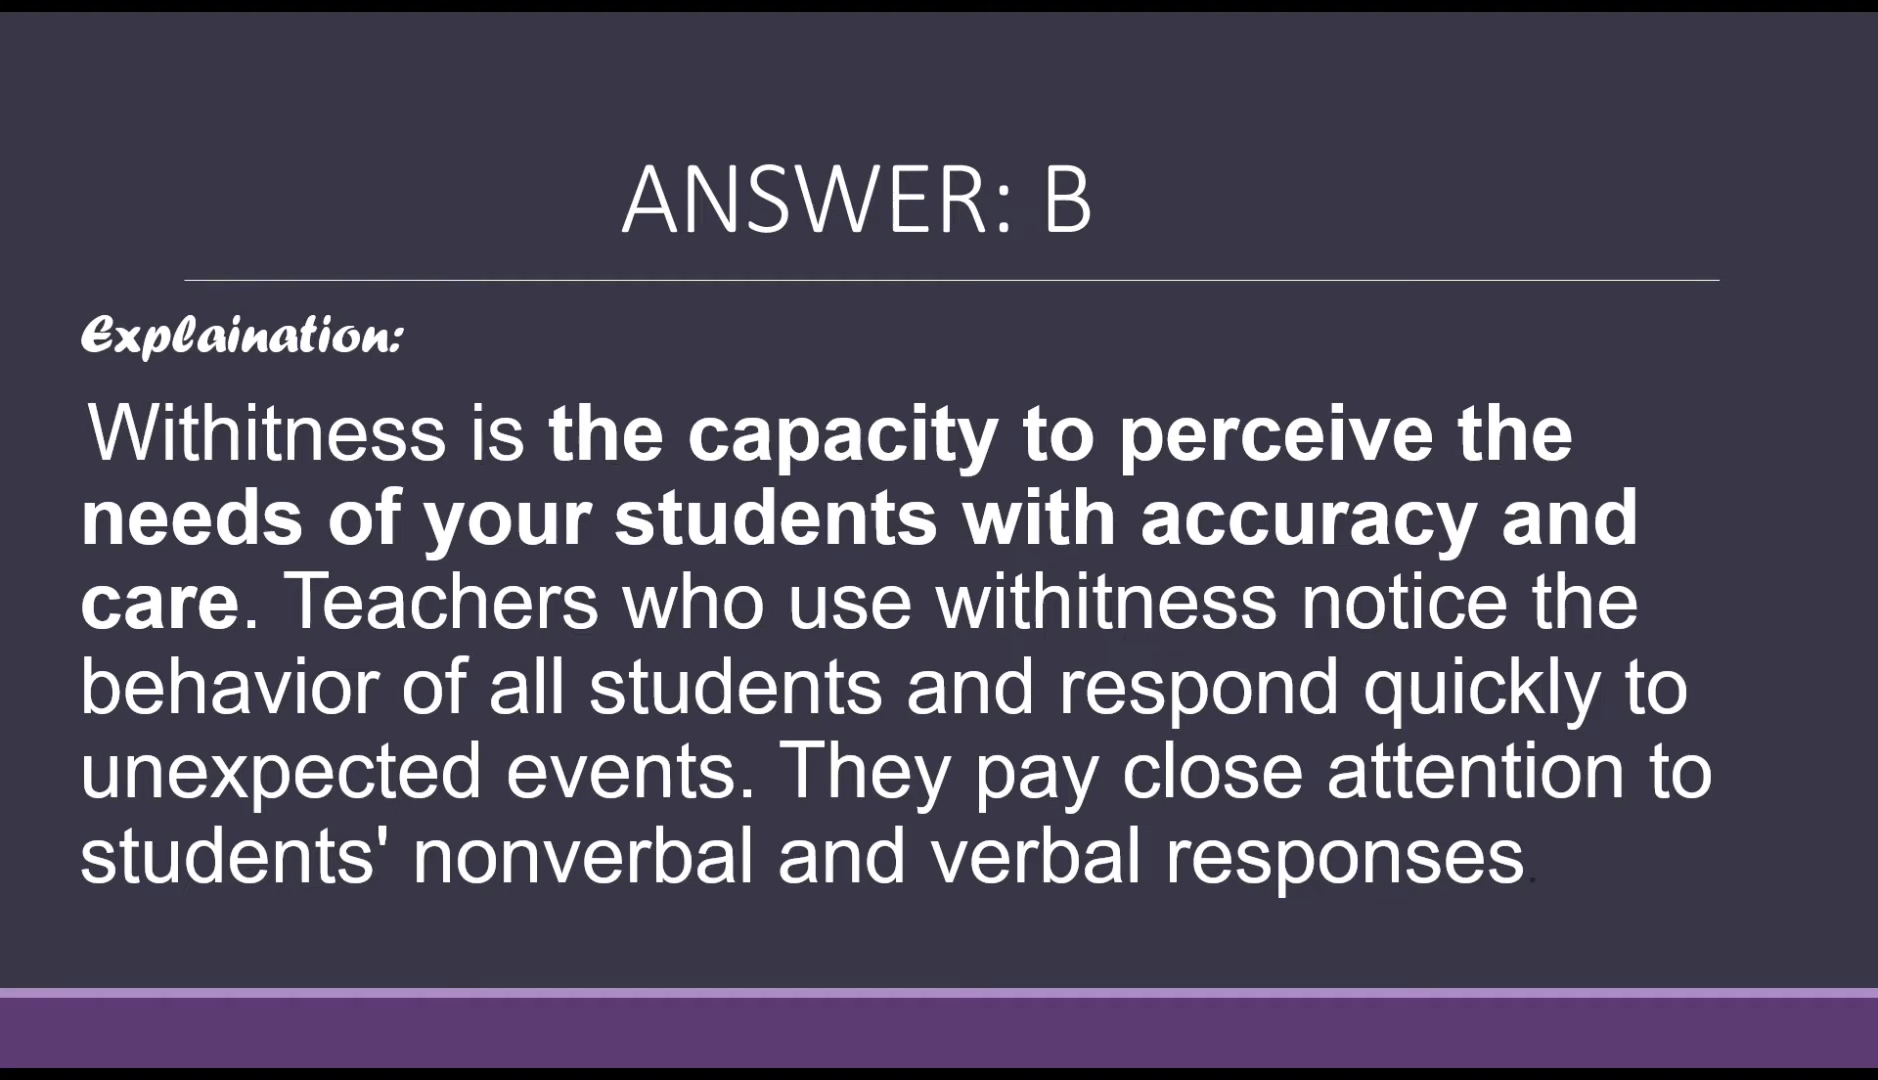 ANSWER: B
Explaination:
Withitness is the capacity to perceive the
needs of your students with accuracy and
care. Teachers who use withitness notice the
behavior of all students and respond quickly to
unexpected events. They pay close attention to
students' nonverbal and verbal responses.